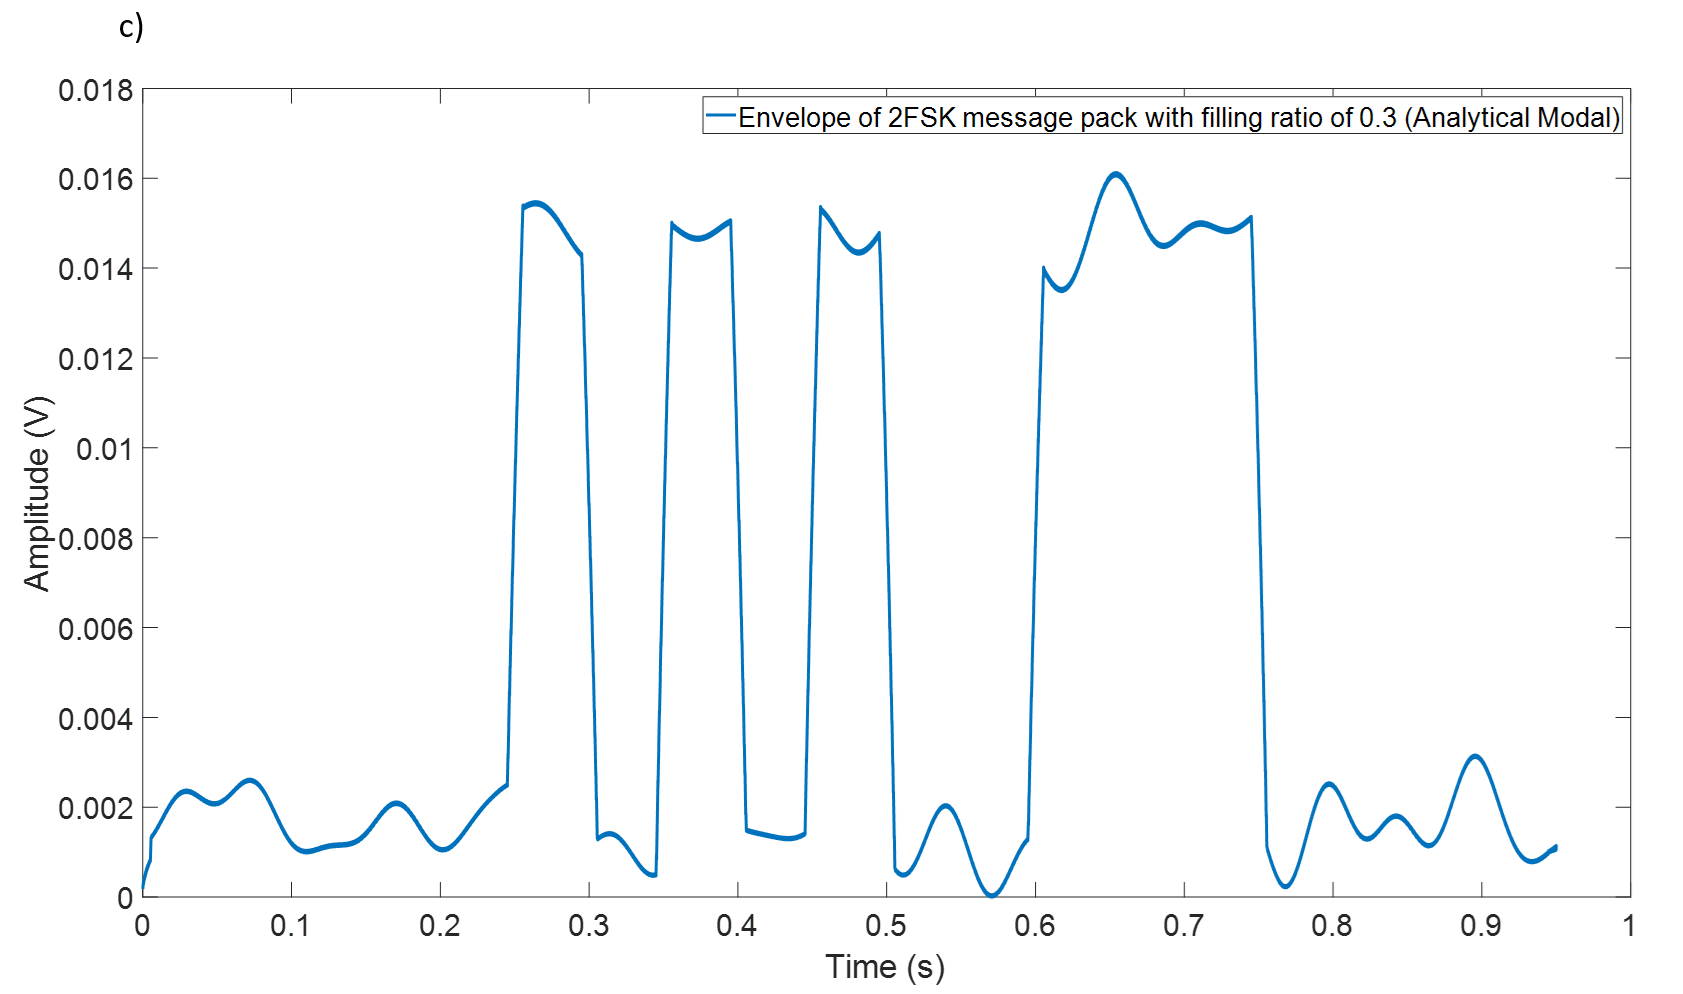 c)
Envelope of 2FSK message pack with filling ratio of 0.3 (Analytical Modal)
0.018
0.016
0.014
0.012
0.01
0.008
0.006
0.004
0.002
0
Amplitude (V)
0 0.1 0.2 0.3 0.4 0.5 0.6 0.7 0.8 0.9 1
Time (s)